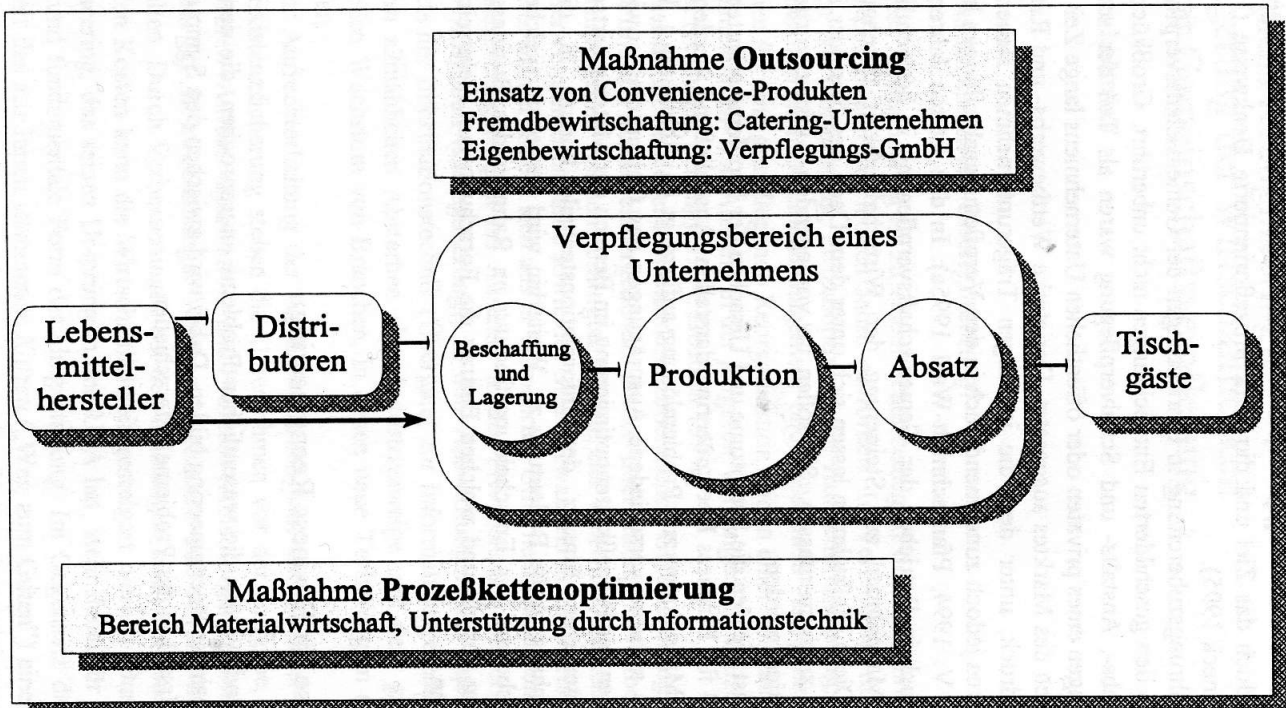 Maßnahme Outsourcing
Einsatz von Convenience-Produkten
Fremdbewirtschaftung: Catering-Unternehmen
Eigenbewirtschaftung: Verpflegungs-GmbH
Verpflegungsbereich eines
Unternehmens
Lebens-
mittel-
hersteller
Distri-
butoren
Beschaffung
und
Lagerung
Produktion
Absatz
Tisch-
gäste
Maßnahme Prozeßkettenoptimierung
Bereich Materialwirtschaft, Unterstützung durch Informationstechnik